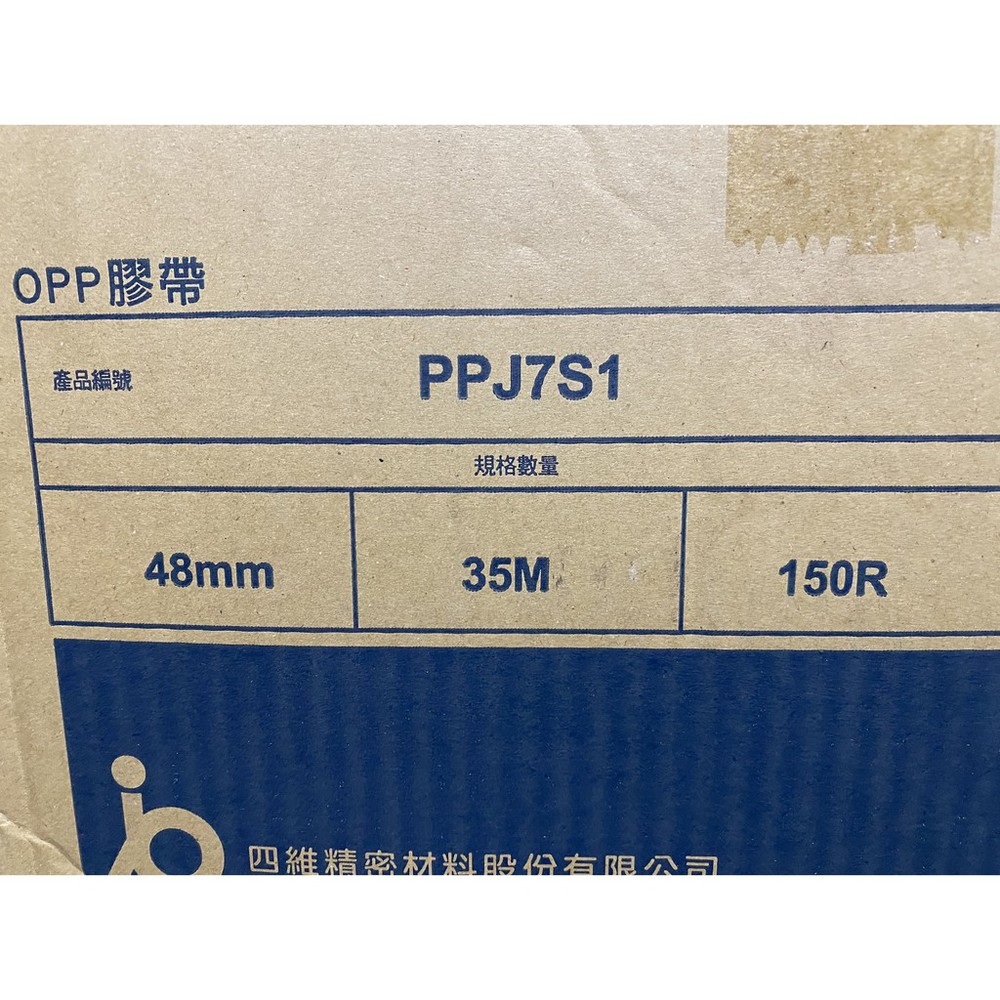 OPP膠帶
產品編號 PPJ7S1
規格數量
48mm 35M 150R
四維精密材料股份有限公司